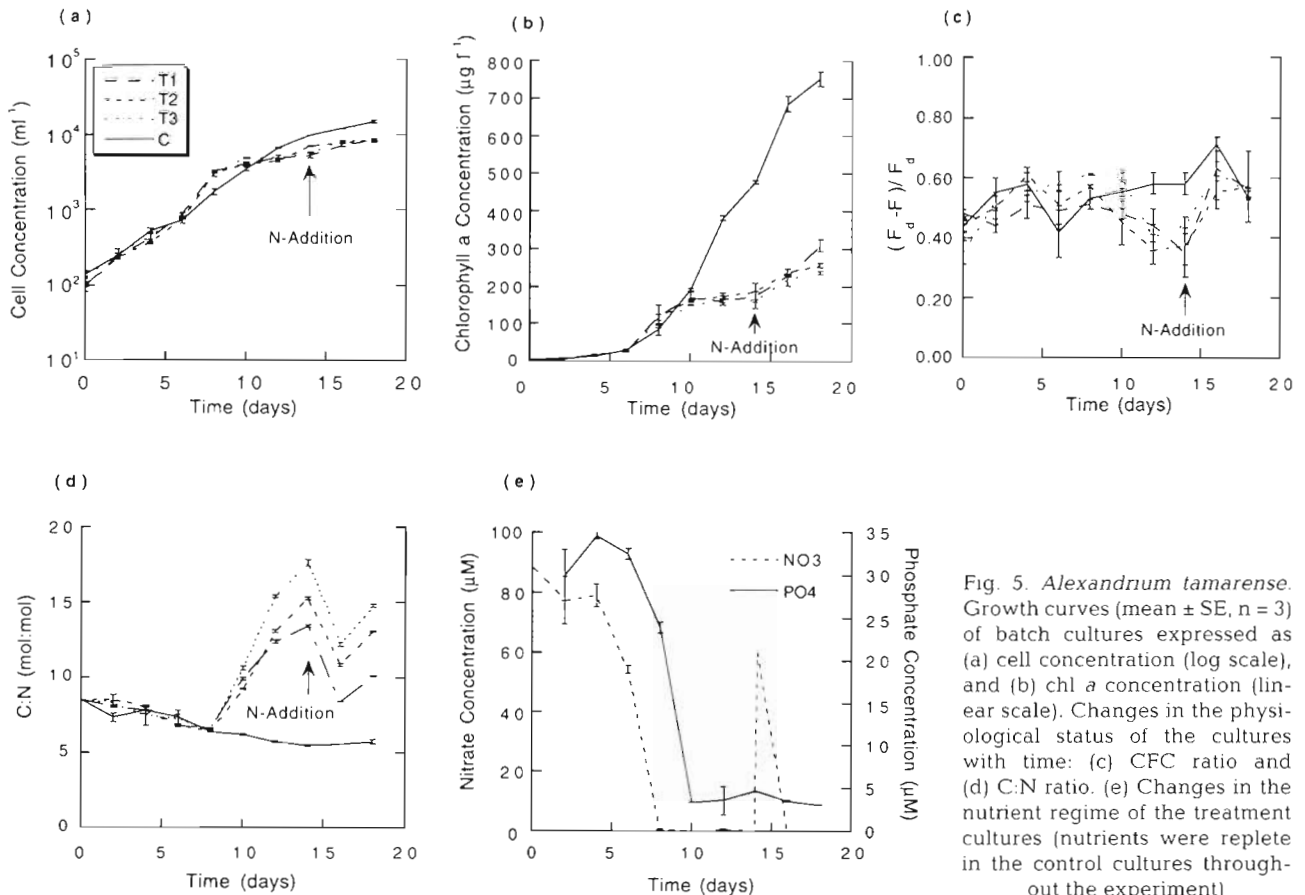 (a)
Cell Concentration (ml⁻¹)
10⁵
10⁴
10³
10²
10¹
T1
T2
T3
C
N-Addition
0 5 10 15 20
Time (days)
(b)
Chlorophyll a Concentration (µg l⁻¹)
800
700
600
500
400
300
200
100
0
N-Addition
0 5 10 15 20
Time (days)
(c)
(F_d-F)/F_d
1.00
0.80
0.60
0.40
0.20
0.00
N-Addition
0 5 10 15 20
Time (days)
(d)
C:N (mol:mol)
20
15
10
5
0
N-Addition
0 5 10 15 20
Time (days)
(e)
Nitrate Concentration (µM)
100
80
60
40
20
0
NO3
PO4
35
30
25
20
15
10
5
0
Phosphate Concentration (µM)
0 5 10 15 20
Time (days)
Fig. 5. Alexandrium tamarense.
Growth curves (mean ± SE, n = 3)
of batch cultures expressed as
(a) cell concentration (log scale),
and (b) chl a concentration (lin-
ear scale). Changes in the physi-
ological status of the cultures
with time: (c) CFC ratio and
(d) C:N ratio. (e) Changes in the
nutrient regime of the treatment
cultures (nutrients were replete
in the control cultures through-
out the experiment)